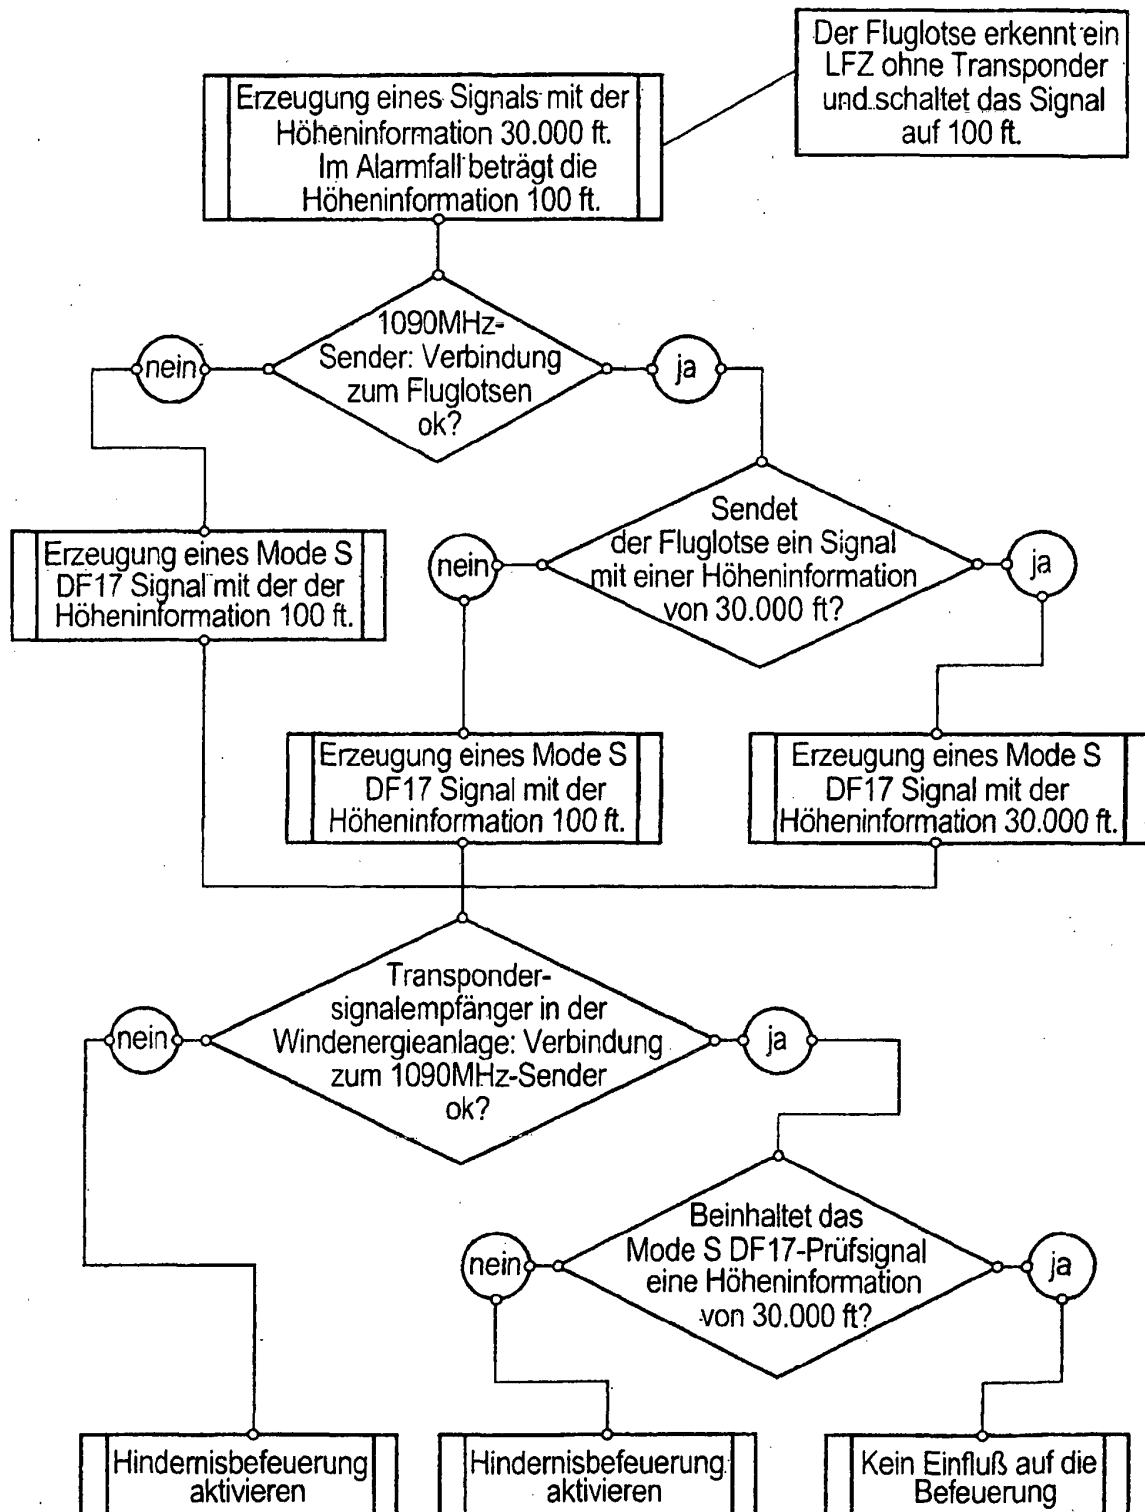 Der Fluglotse erkennt ein
LFZ ohne Transponder
und schaltet das Signal
auf 100 ft.
Erzeugung eines Signals mit der
Höheninformation 30.000 ft.
Im Alarmfall beträgt die
Höheninformation 100 ft.
1090MHz-
Sender: Verbindung
zum Fluglotsen
ok?
nein
ja
Sendet
der Fluglotse ein Signal
mit einer Höheninformation
von 30.000 ft?
nein
ja
Erzeugung eines Mode S
DF17 Signal mit der der
Höheninformation 100 ft.
Erzeugung eines Mode S
DF17 Signal mit der
Höheninformation 100 ft.
Erzeugung eines Mode S
DF17 Signal mit der
Höheninformation 30.000 ft.
Transponder-
signalempfänger in der
Windenergieanlage: Verbindung
zum 1090MHz-Sender
ok?
nein
ja
Beinhaltet das
Mode S DF17-Prüfsignal
eine Höheninformation
von 30.000 ft?
nein
ja
Hindernisbefeuerung
aktivieren
Hindernisbefeuerung
aktivieren
Kein Einfluß auf die
Befeuerung